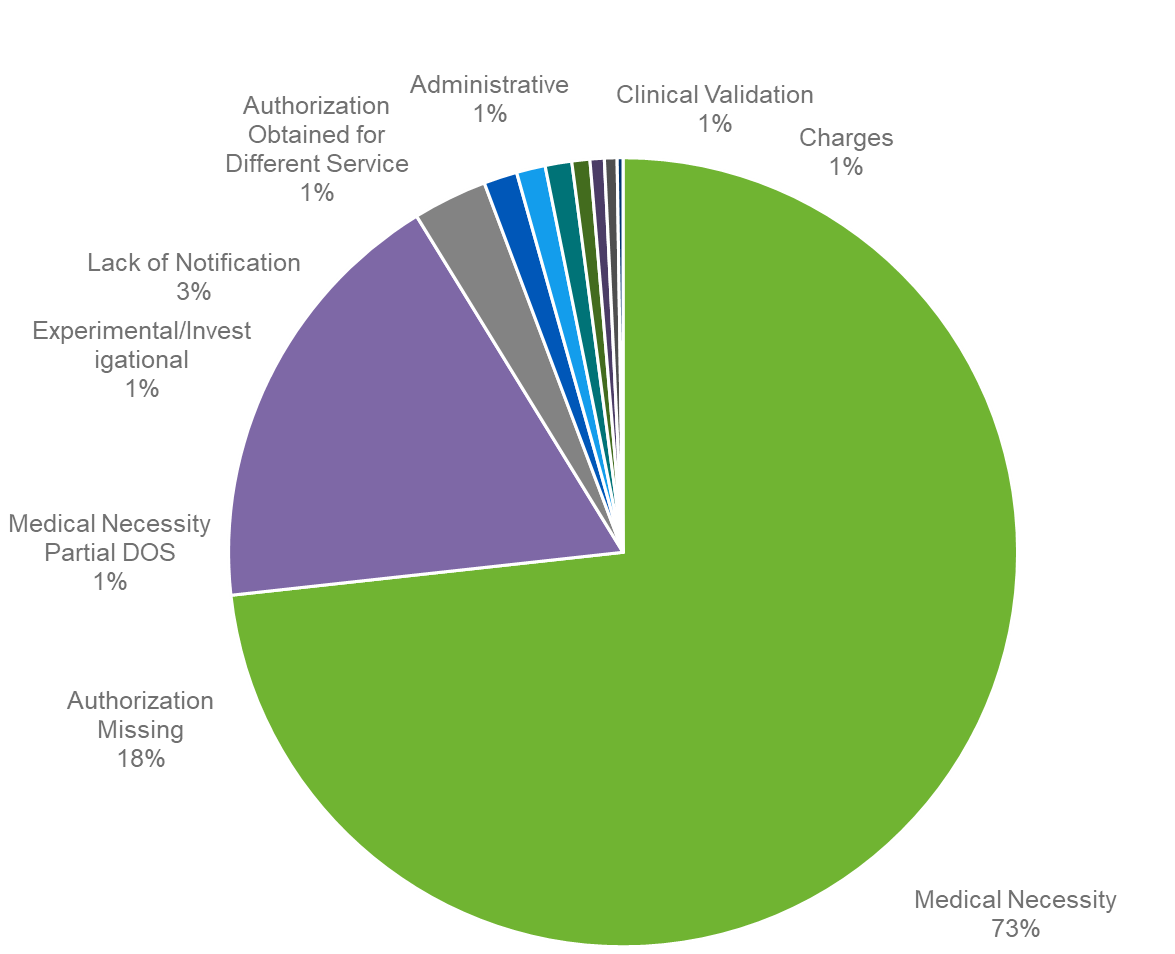 Administrative
1%
Clinical Validation
1%
Authorization
Obtained for
Different Service
1%
Charges
1%
Lack of Notification
3%
Experimental/Invest
igational
1%
Medical Necessity
Partial DOS
1%
Authorization
Missing
18%
Medical Necessity
73%